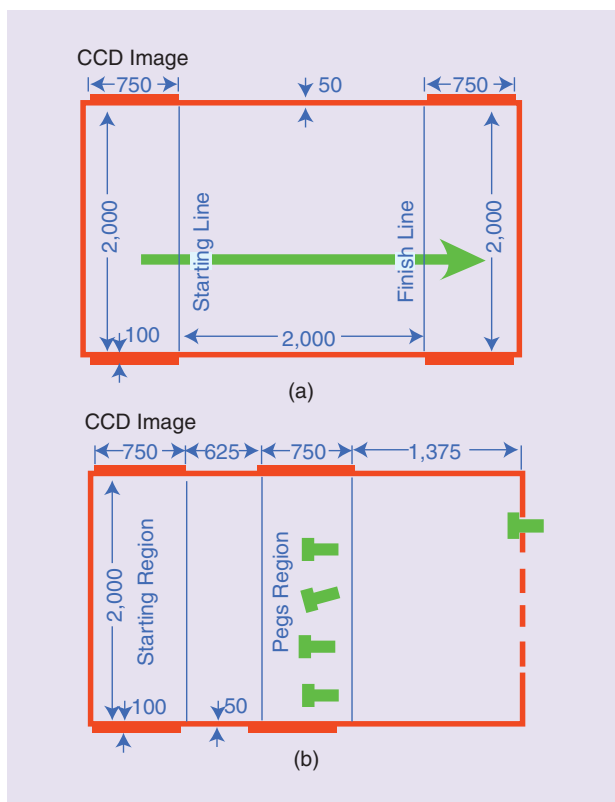 CCD Image
750 50 750
2,000 Starting Line Finish Line 2,000
100 2,000
(a)
CCD Image
750 625 750 1,375
2,000 Starting Region Pegs Region
100 50
(b)